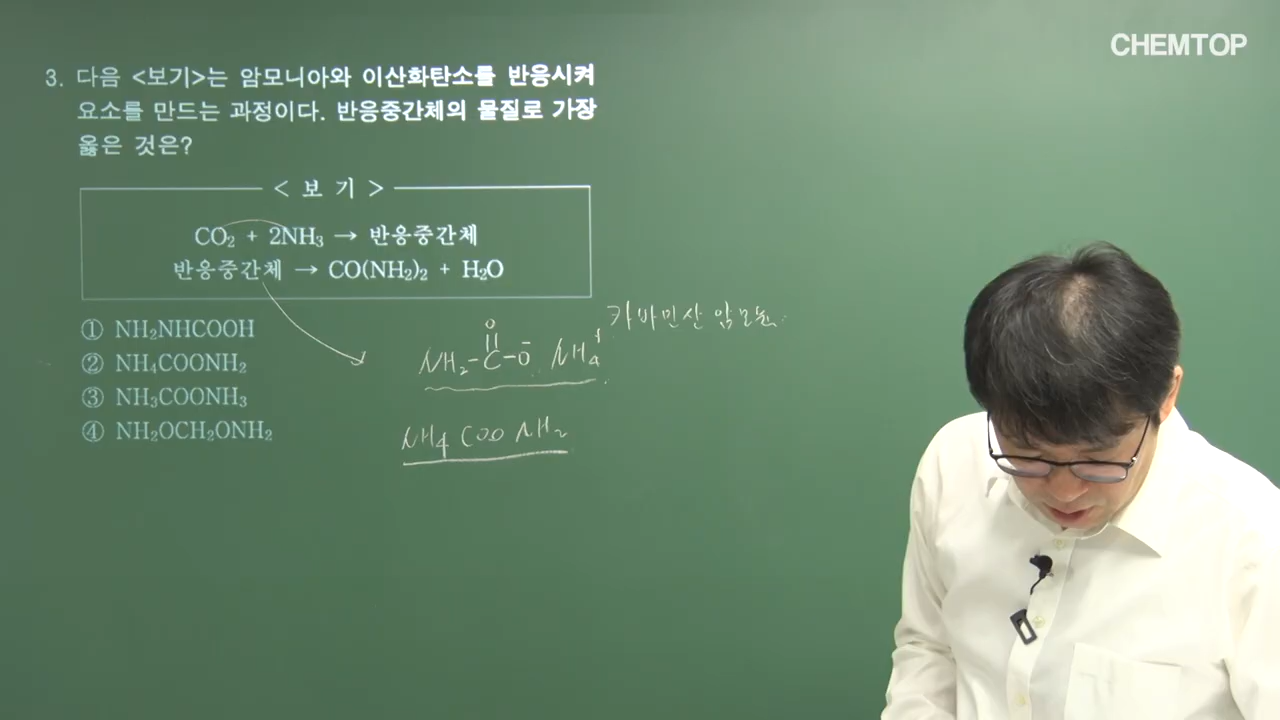 CHEMTOP
3. 다음 <보기>는 암모니아와 이산화탄소를 반응시켜
요소를 만드는 과정이다. 반응중간체의 물질로 가장
옳은 것은?
< 보 기 >
CO₂ + 2NH₃ → 반응중간체
반응중간체 → CO(NH₂)₂ + H₂O
① NH₂NHCOOH
② NH₄COONH₂
③ NH₃COONH₃
④ NH₂OCH₂ONH₂
카바민산 암모늄
O
NH₂-C-O⁻ NH₄⁺
NH₄ COO NH₂